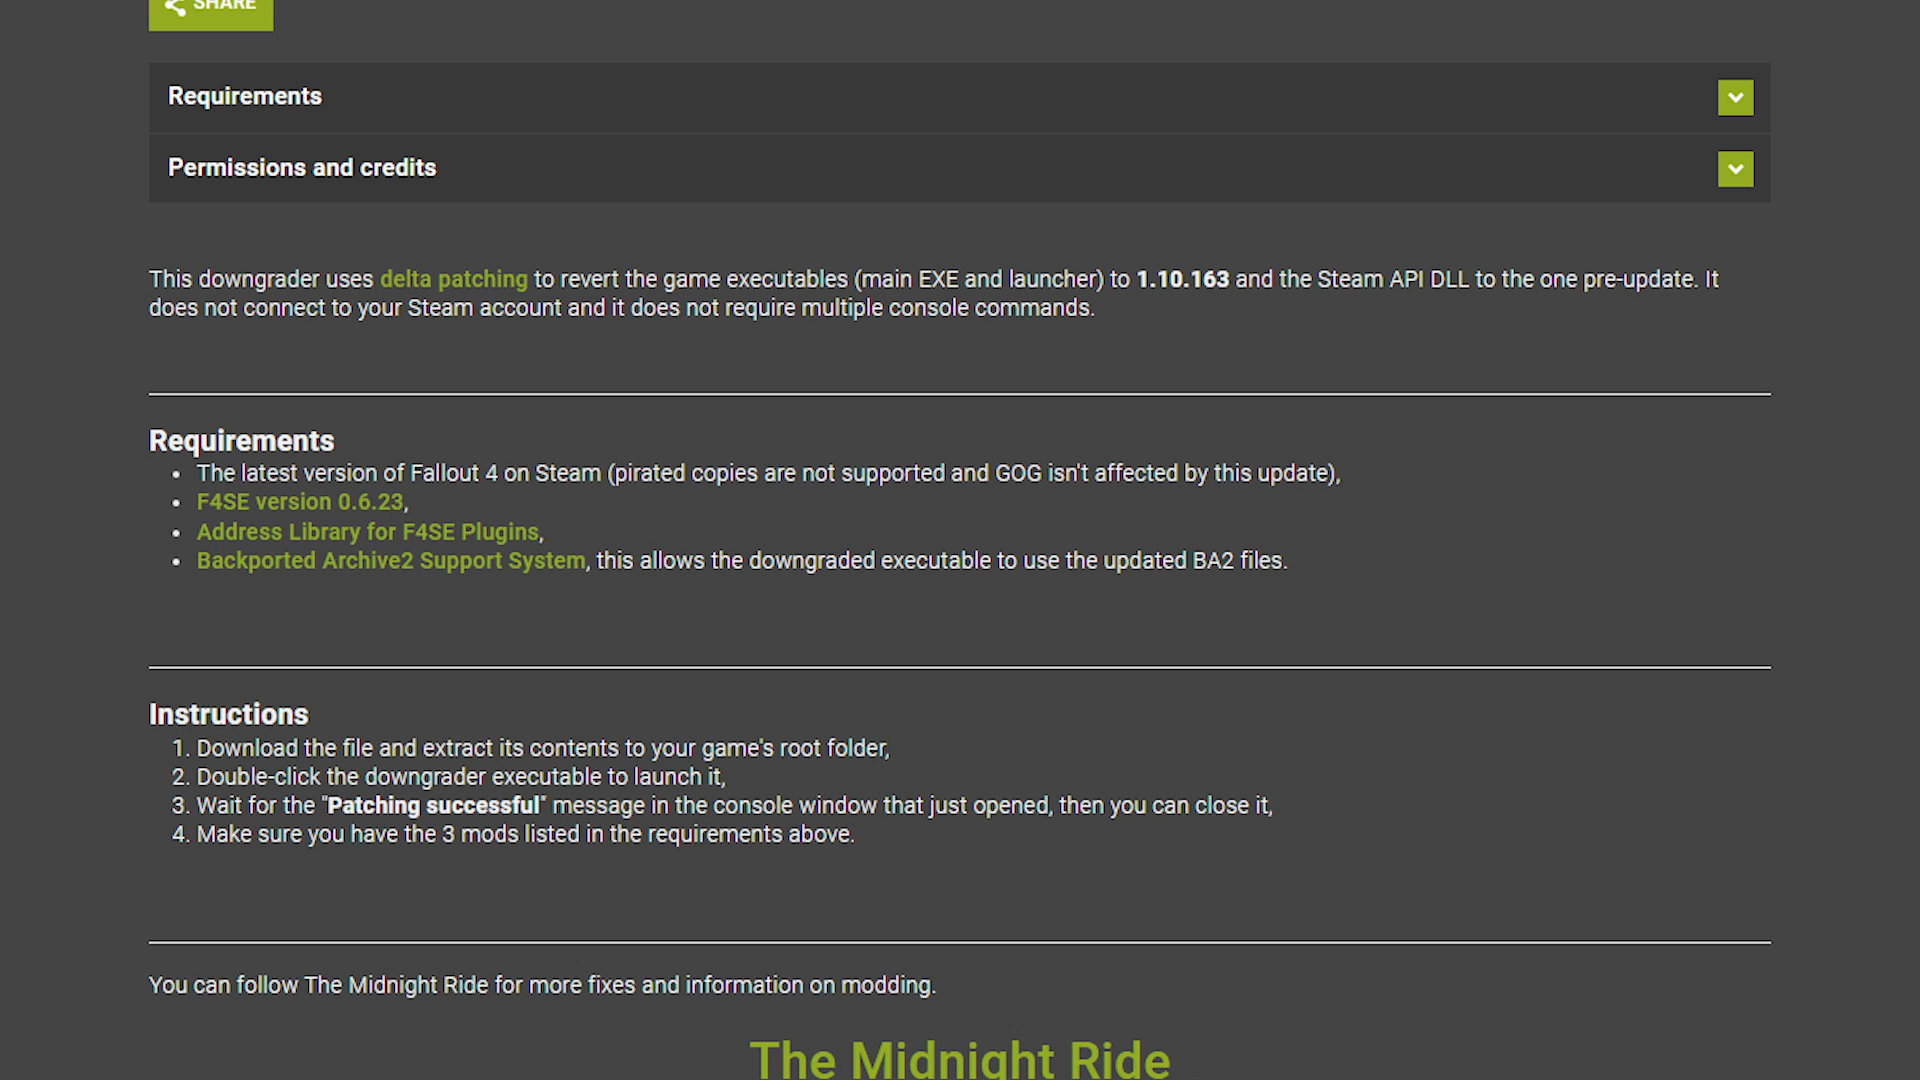 SHARE
Requirements
Permissions and credits
This downgrader uses delta patching to revert the game executables (main EXE and launcher) to 1.10.163 and the Steam API DLL to the one pre-update. It
does not connect to your Steam account and it does not require multiple console commands.
Requirements
• The latest version of Fallout 4 on Steam (pirated copies are not supported and GOG isn't affected by this update),
• F4SE version 0.6.23,
• Address Library for F4SE Plugins,
• Backported Archive2 Support System, this allows the downgraded executable to use the updated BA2 files.
Instructions
1. Download the file and extract its contents to your game's root folder,
2. Double-click the downgrader executable to launch it,
3. Wait for the "Patching successful" message in the console window that just opened, then you can close it,
4. Make sure you have the 3 mods listed in the requirements above.
You can follow The Midnight Ride for more fixes and information on modding.
The Midnight Ride